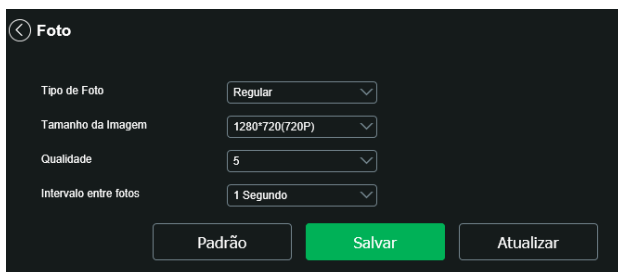 Foto
Tipo de Foto Regular
Tamanho da Imagem 1280*720(720P)
Qualidade 5
Intervalo entre fotos 1 Segundo
Padrão Salvar Atualizar